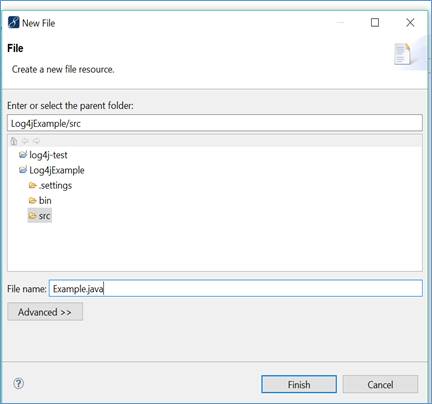 New File
File
Create a new file resource.
Enter or select the parent folder:
Log4jExample/src
log4j-test
Log4jExample
.settings
bin
src
File name: Example.java
Advanced >>
? Finish Cancel